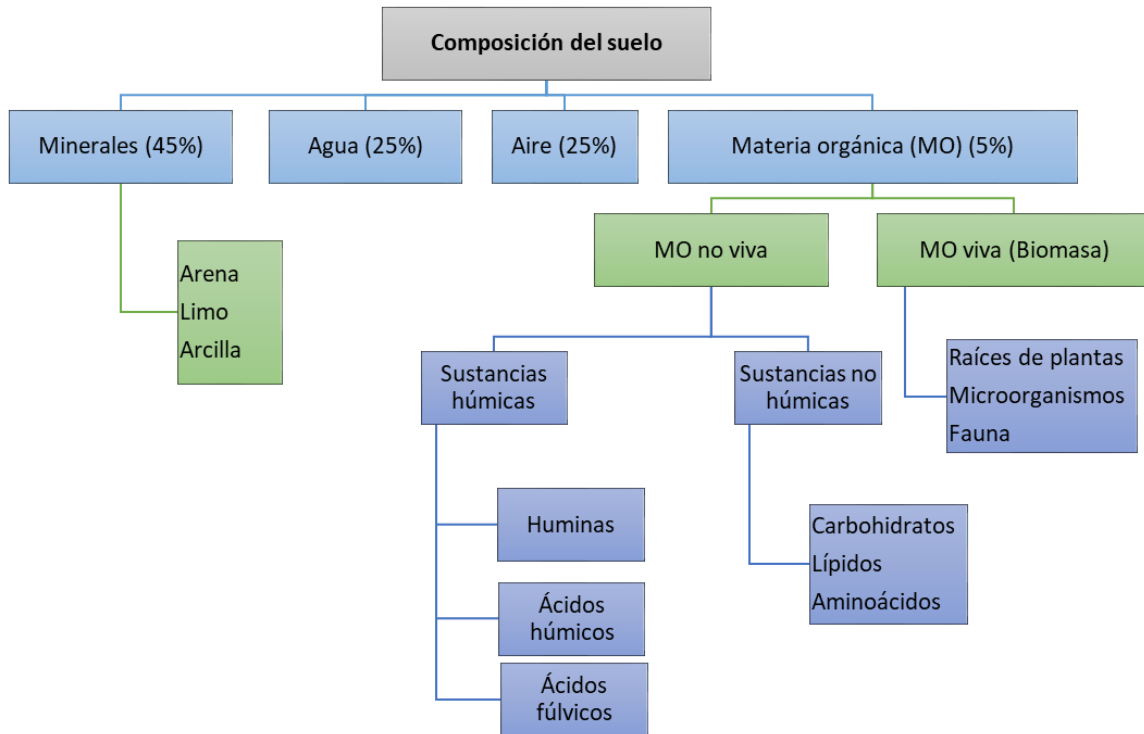 Composición del suelo
Minerales (45%)
Agua (25%)
Aire (25%)
Materia orgánica (MO) (5%)
Arena
Limo
Arcilla
MO no viva
MO viva (Biomasa)
Sustancias
húmicas
Sustancias no
húmicas
Raíces de plantas
Microorganismos
Fauna
Huminas
Ácidos
húmicos
Ácidos
fúlvicos
Carbohidratos
Lípidos
Aminoácidos